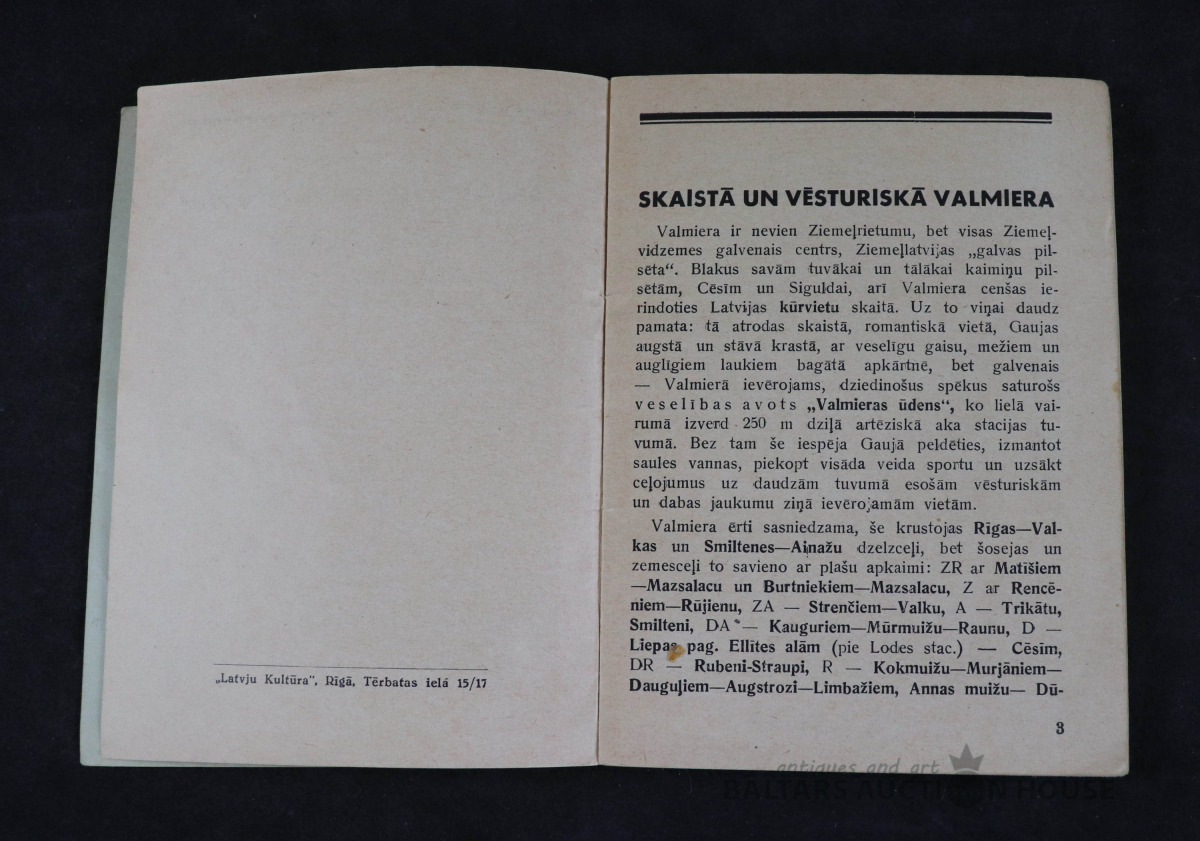 „Latvju Kultūra“, Rīgā, Tērbatas ielā 15/17
SKAISTĀ UN VĒSTURISKĀ VALMIERA
Valmiera ir nevien Ziemeļrietumu, bet visas Ziemeļ-
vidzemes galvenais centrs, Ziemeļlatvijas „galvas pil-
sēta“. Blakus savām tuvākai un tālākai kaimiņu pil-
sētām, Cēsīm un Siguldai, arī Valmiera cenšas ie-
rindoties Latvijas kūrvietu skaitā. Uz to viņai daudz
pamata: tā atrodas skaistā, romantiskā vietā, Gaujas
augstā un stāvā krastā, ar veselīgu gaisu, mežiem un
auglīgiem laukiem bagātā apkārtnē, bet galvenais
— Valmierā ievērojams, dziedinošus spēkus saturošs
veselības avots „Valmieras ūdens“, ko lielā vai-
rumā izverd 250 m dziļā artēziskā aka stacijas tu-
vumā. Bez tam še iespēja Gaujā peldēties, izmantot
saules vannas, piekopt visāda veida sportu un uzsākt
ceļojumus uz daudzām tuvumā esošām vēsturiskām
un dabas jaukumu ziņā ievērojamām vietām.
Valmiera ērti sasniedzama, še krustojas Rīgas—Val-
kas un Smiltenes—Ainažu dzelzceļi, bet šosejas un
zemesceļi to savieno ar plašu apkaimi: ZR ar Matīšiem
—Mazsalacu un Burtniekiem—Mazsalacu, Z ar Rencē-
niem—Rūjienu, ZA — Strenčiem—Valku, A — Trikātu,
Smilteni, DA — Kauguriem—Mūrmuižu—Raunu, D —
Liepas pag. Ellītes alām (pie Lodes stac.) — Cēsīm,
DR — Rubeni-Straupi, R — Kokmuižu—Murjāniem—
Dauguļiem—Augstrozi—Limbažiem, Annas muižu— Dū-
3
antiques and art
BALTARS AUCTION HOUSE